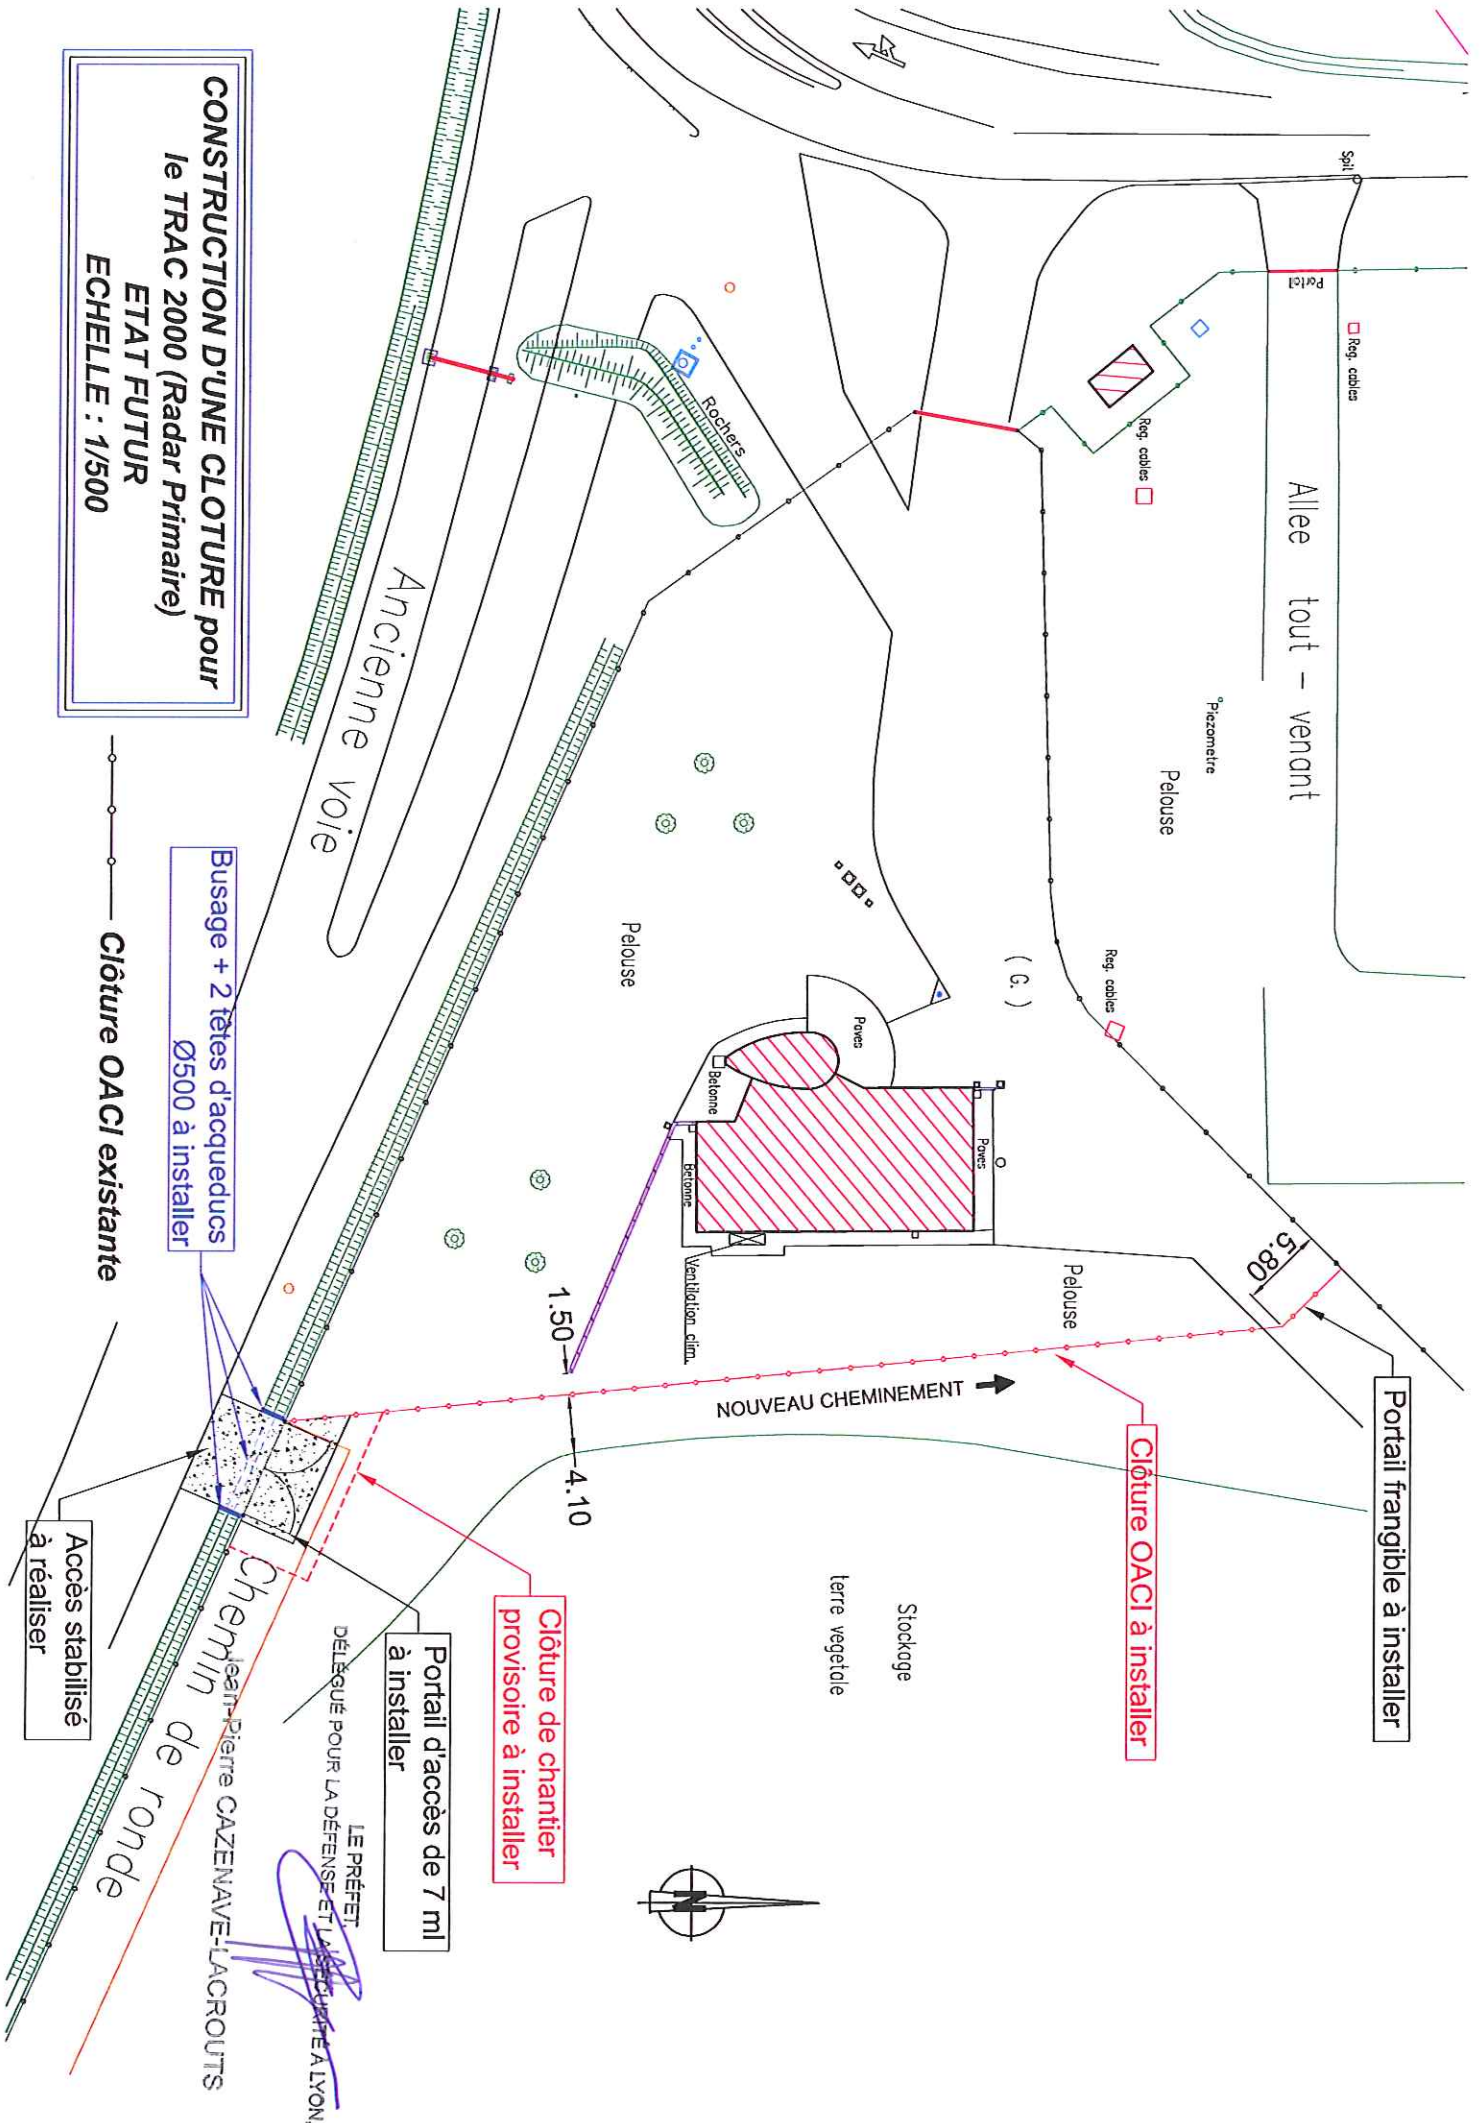 CONSTRUCTION D'UNE CLOTURE pour
le TRAC 2000 (Radar Primaire)
ETAT FUTUR
ECHELLE : 1/500
Clôture OACI existante
Busage + 2 têtes d'acqueducs
Ø500 à installer
Accès stabilisé
à réaliser
Portail d'accès de 7 ml
à installer
Clôture de chantier
provisoire à installer
Clôture OACI à installer
Portail frangible à installer
NOUVEAU CHEMINEMENT
5.80
1.50
4.10
Spit
Portail
Reg. cables
Reg. cables
Reg. cables
Allee tout - venant
Piezometre
Pelouse
Pelouse
Pelouse
( G. )
Rochers
Ancienne voie
Paves
Paves
Betonne
Betonne
Ventilation clim.
Stockage
terre vegetale
Chemin de ronde
N
LE PRÉFET,
DÉLÉGUÉ POUR LA DÉFENSE ET LA SÉCURITÉ À LYON,
Jean-Pierre CAZENAVE-LACROUTS